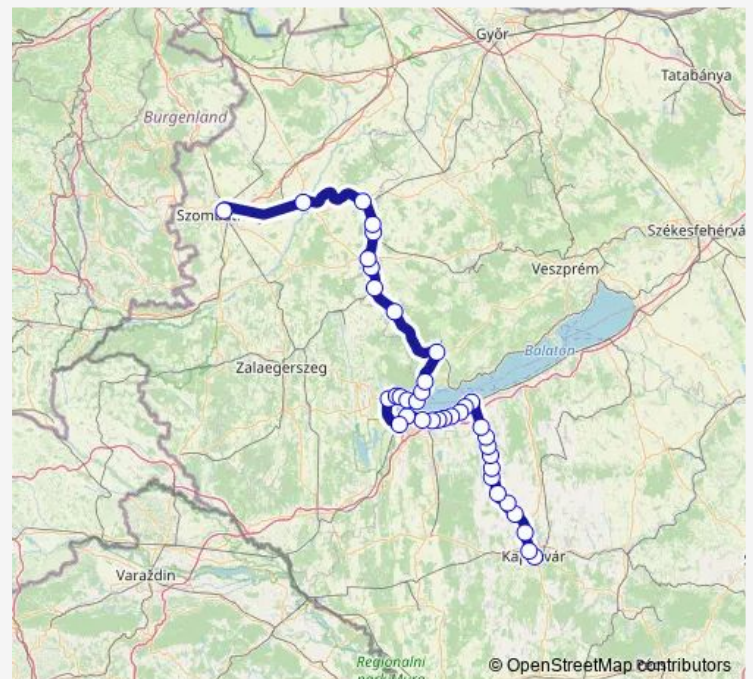 Győr
Tatabánya
Burgenland
Székesfehérvá
Veszprém
Balaton
Zalaegerszeg
Varaždin
Regionalni
© OpenStreetMap contributors